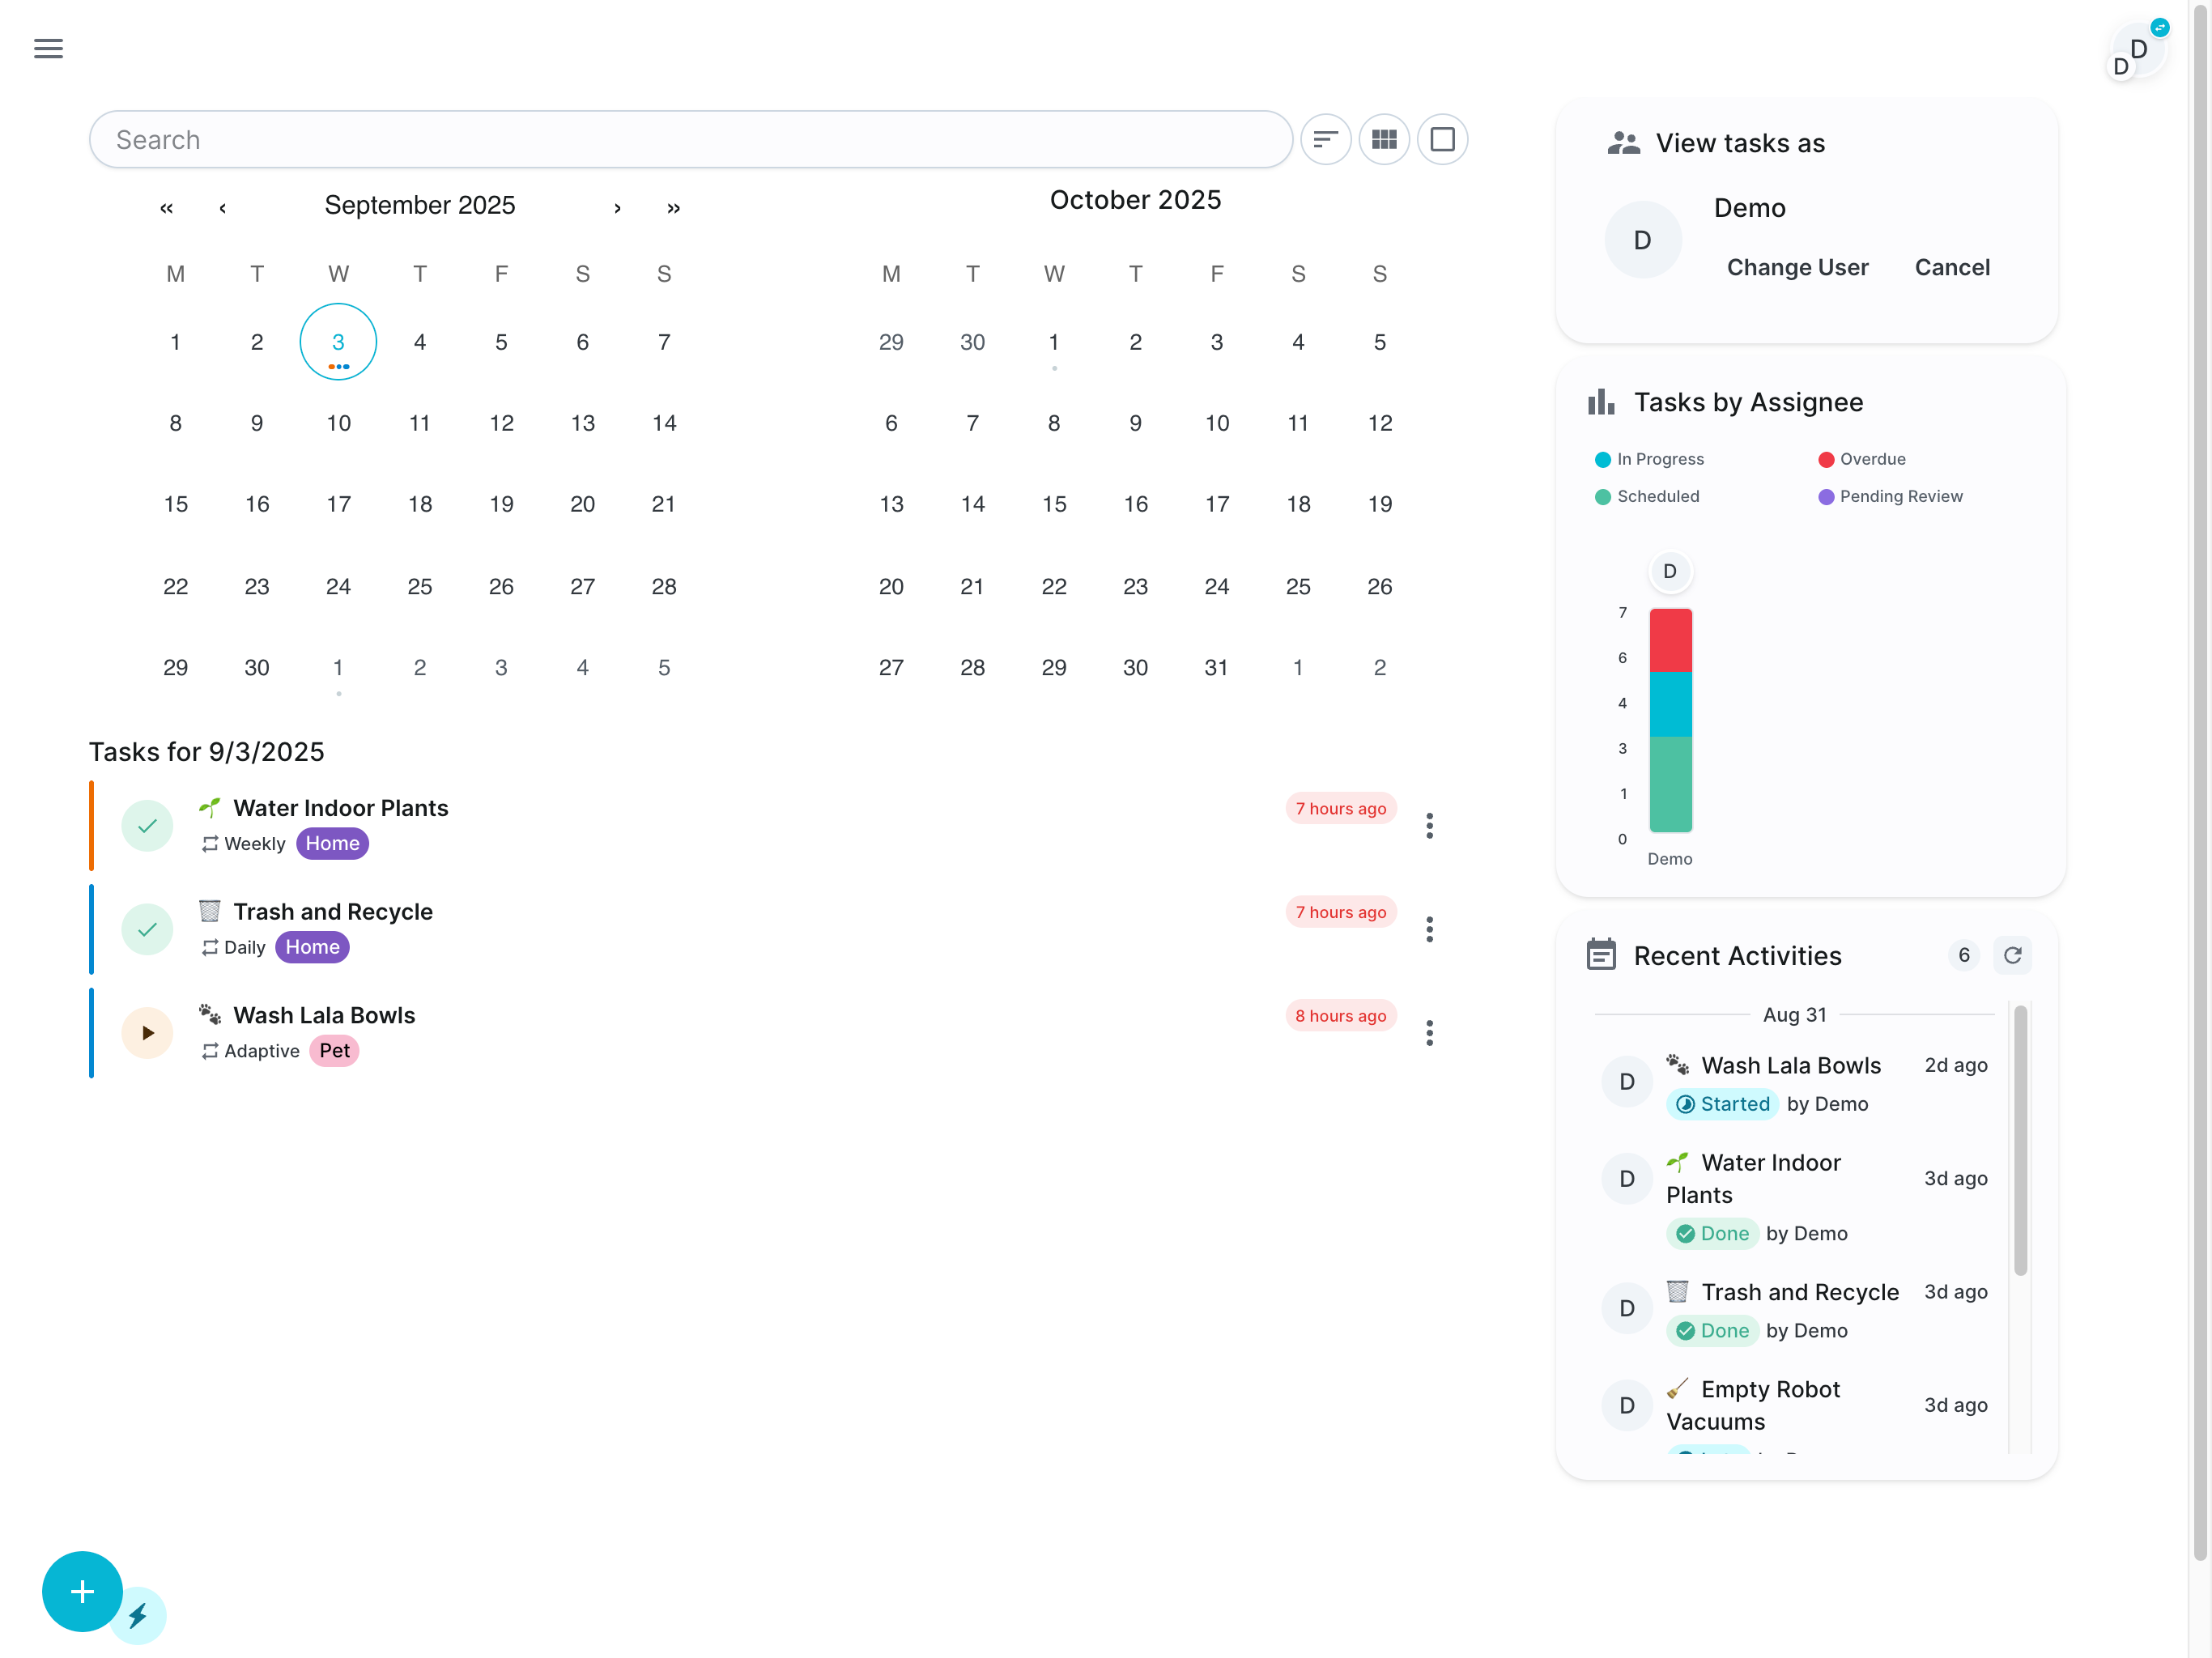 D
D
Search
« ‹ September 2025 › »
M T W T F S S
1 2 3 4 5 6 7
8 9 10 11 12 13 14
15 16 17 18 19 20 21
22 23 24 25 26 27 28
29 30 1 2 3 4 5
October 2025
M T W T F S S
29 30 1 2 3 4 5
6 7 8 9 10 11 12
13 14 15 16 17 18 19
20 21 22 23 24 25 26
27 28 29 30 31 1 2
Tasks for 9/3/2025
Water Indoor Plants
7 hours ago
Weekly Home
Trash and Recycle
7 hours ago
Daily Home
Wash Lala Bowls
8 hours ago
Adaptive Pet
View tasks as
D
Demo
Change User Cancel
Tasks by Assignee
In Progress Overdue
Scheduled Pending Review
D
7
6
4
3
1
0
Demo
Recent Activities 6
Aug 31
D
Wash Lala Bowls 2d ago
Started by Demo
D
Water Indoor
Plants
3d ago
Done by Demo
D
Trash and Recycle 3d ago
Done by Demo
D
Empty Robot
Vacuums
3d ago